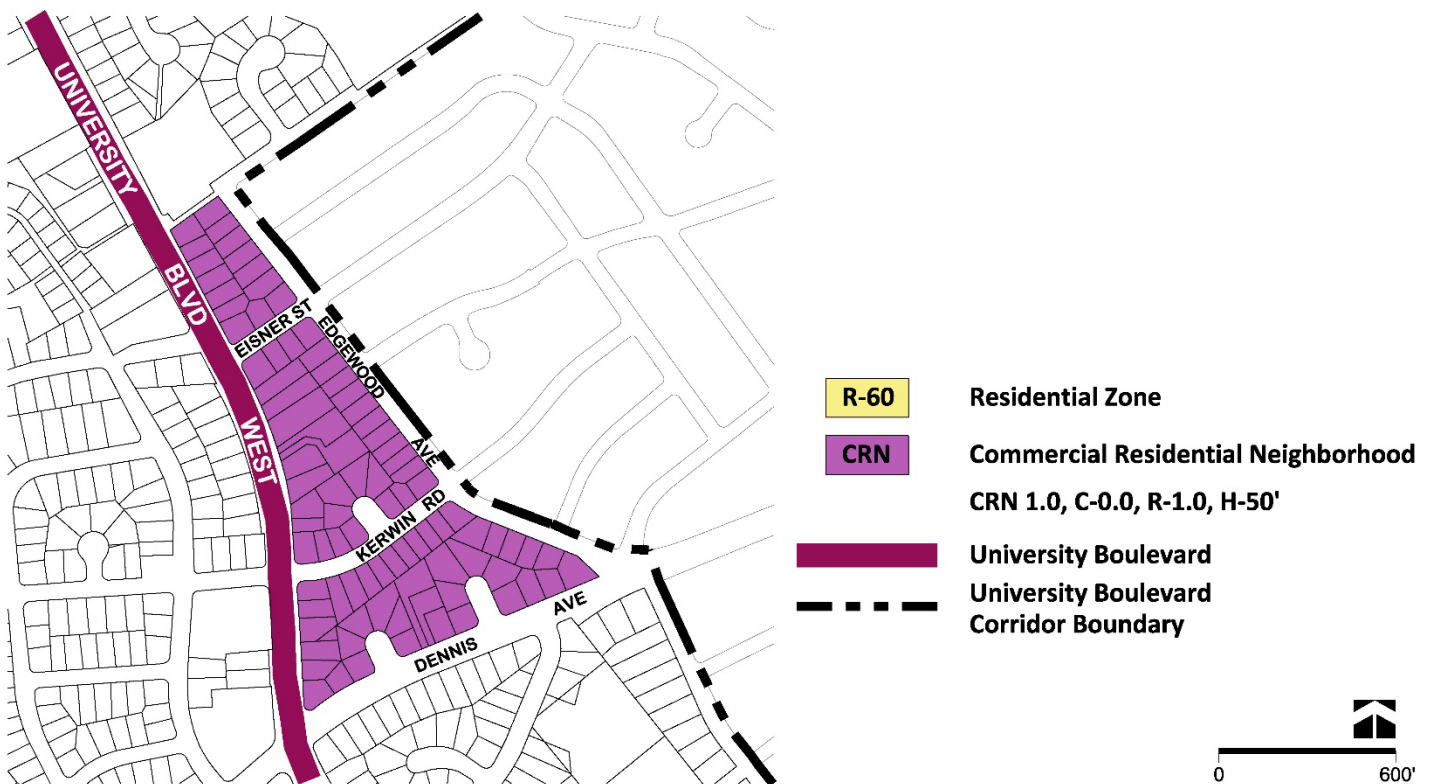 UNIVERSITY
BLVD
WEST
EISNER ST
EDGEWOOD
AVE
KERWIN RD
DENNIS
AVE
R-60
Residential Zone
CRN
Commercial Residential Neighborhood
CRN 1.0, C-0.0, R-1.0, H-50'
University Boulevard
University Boulevard
Corridor Boundary
0
600'